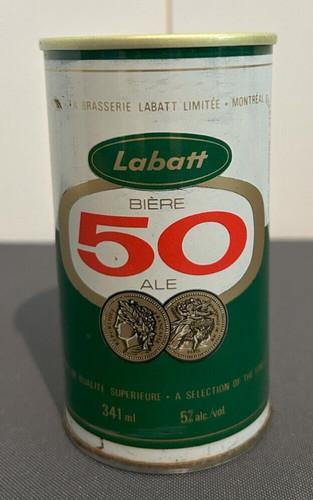 BRASSERIE LABATT LIMITÉE • MONTRÉAL
Labatt
BIÈRE
50
ALE
QUALITÉ SUPÉRIEURE • A SELECTION OF THE
341 ml 5% alc./vol.